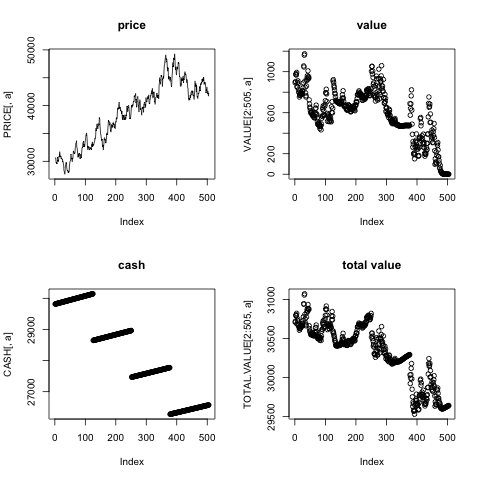 price
PRICE[, a]
50000
40000
30000
0 100 200 300 400 500
Index
value
VALUE[2:505, a]
1000
600
200
0
0 100 200 300 400 500
Index
cash
CASH[, a]
29000
27000
0 100 200 300 400 500
Index
total value
TOTAL.VALUE[2:505, a]
31000
30500
30000
29500
0 100 200 300 400 500
Index